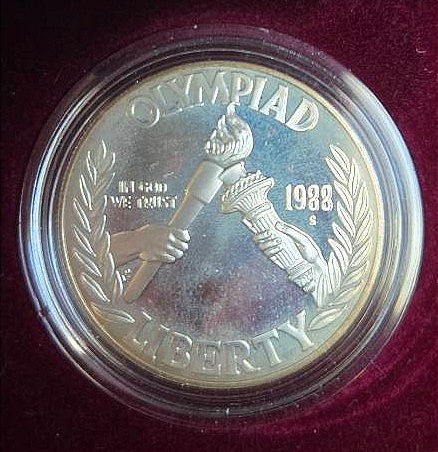 OLYMPIAD
IN GOD
WE TRUST
1988
S
LIBERTY